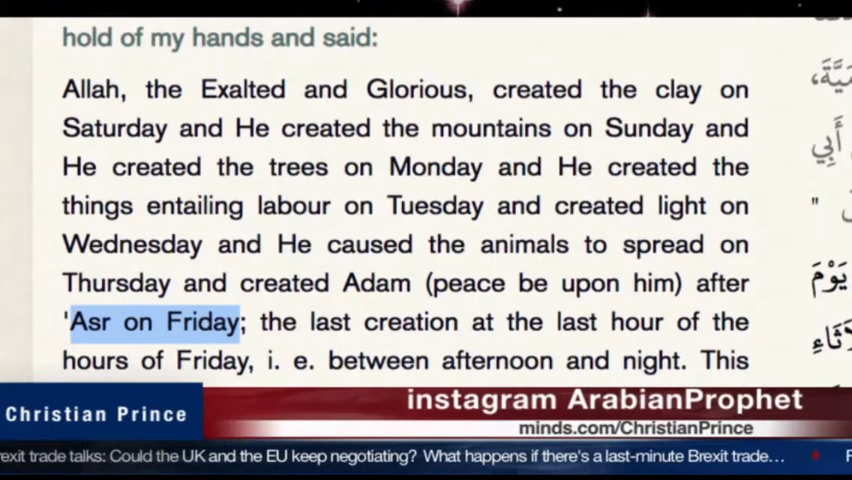 hold of my hands and said:
Allah, the Exalted and Glorious, created the clay on
Saturday and He created the mountains on Sunday and
He created the trees on Monday and He created the
things entailing labour on Tuesday and created light on
Wednesday and He caused the animals to spread on
Thursday and created Adam (peace be upon him) after
'Asr on Friday; the last creation at the last hour of the
hours of Friday, i. e. between afternoon and night. This
أَبِي
"
يَوْمَ
Christian Prince
instagram ArabianProphet
minds.com/ChristianPrince
rexit trade talks: Could the UK and the EU keep negotiating? What happens if there's a last-minute Brexit trade…